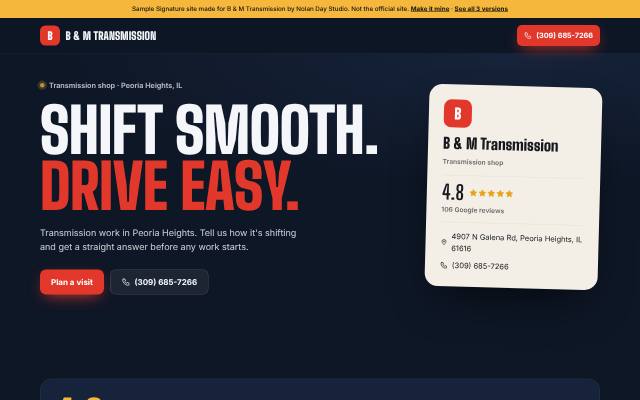 Sample Signature site made for B & M Transmission by Nolan Day Studio. Not the official site. Make it mine · See all 3 versions
B B & M TRANSMISSION
(309) 685-7266
Transmission shop · Peoria Heights, IL
SHIFT SMOOTH.
DRIVE EASY.
Transmission work in Peoria Heights. Tell us how it's shifting
and get a straight answer before any work starts.
Plan a visit
(309) 685-7266
B
B & M Transmission
Transmission shop
4.8
106 Google reviews
4907 N Galena Rd, Peoria Heights, IL
61616
(309) 685-7266